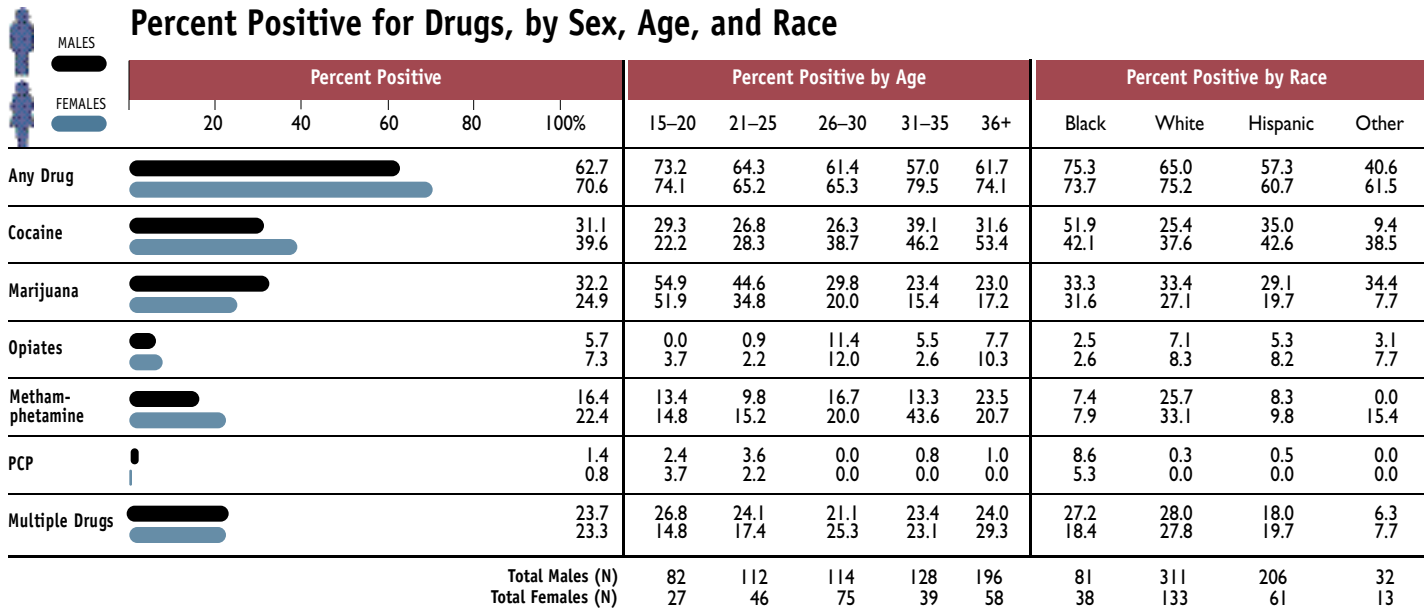 Percent Positive for Drugs, by Sex, Age, and Race
MALES
FEMALES
Percent Positive Percent Positive by Age Percent Positive by Race
20 40 60 80 100% 15–20 21–25 26–30 31–35 36+ Black White Hispanic Other
Any Drug
62.7 73.2 64.3 61.4 57.0 61.7 75.3 65.0 57.3 40.6
70.6 74.1 65.2 65.3 79.5 74.1 73.7 75.2 60.7 61.5
Cocaine
31.1 29.3 26.8 26.3 39.1 31.6 51.9 25.4 35.0 9.4
39.6 22.2 28.3 38.7 46.2 53.4 42.1 37.6 42.6 38.5
Marijuana
32.2 54.9 44.6 29.8 23.4 23.0 33.3 33.4 29.1 34.4
24.9 51.9 34.8 20.0 15.4 17.2 31.6 27.1 19.7 7.7
Opiates
5.7 0.0 0.9 11.4 5.5 7.7 2.5 7.1 5.3 3.1
7.3 3.7 2.2 12.0 2.6 10.3 2.6 8.3 8.2 7.7
Metham-
phetamine
16.4 13.4 9.8 16.7 13.3 23.5 7.4 25.7 8.3 0.0
22.4 14.8 15.2 20.0 43.6 20.7 7.9 33.1 9.8 15.4
PCP
1.4 2.4 3.6 0.0 0.8 1.0 8.6 0.3 0.5 0.0
0.8 3.7 2.2 0.0 0.0 0.0 5.3 0.0 0.0 0.0
Multiple Drugs
23.7 26.8 24.1 21.1 23.4 24.0 27.2 28.0 18.0 6.3
23.3 14.8 17.4 25.3 23.1 29.3 18.4 27.8 19.7 7.7
Total Males (N) 82 112 114 128 196 81 311 206 32
Total Females (N) 27 46 75 39 58 38 133 61 13